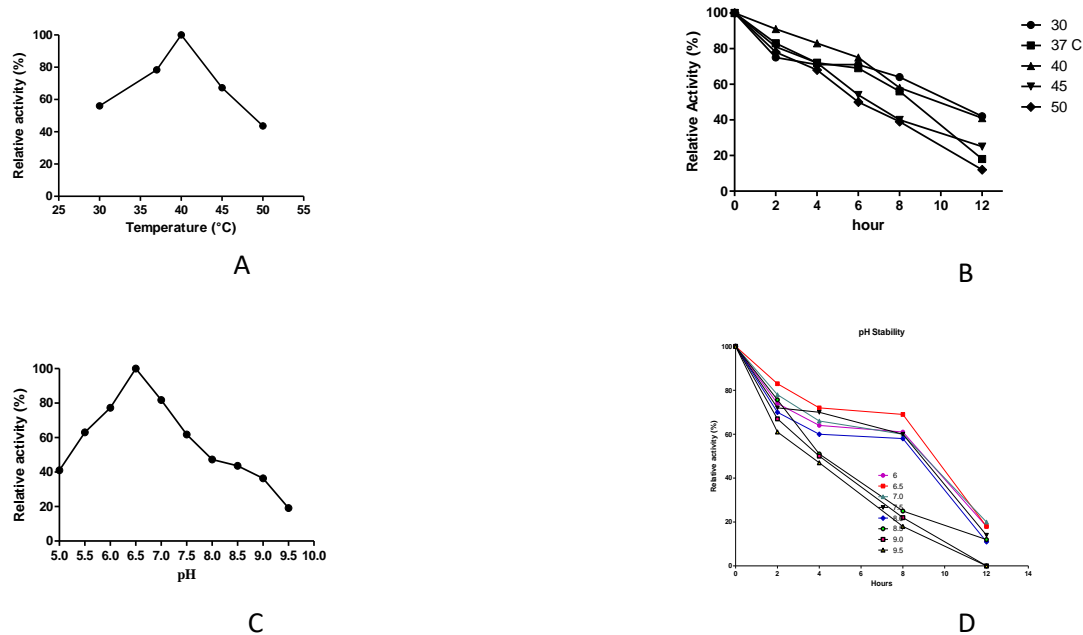 Relative activity (%)
100
80
60
40
20
0
25 30 35 40 45 50 55
Temperature (°C)
A
Relative Activity (%)
100
80
60
40
20
0
0 2 4 6 8 10 12
hour
30
37 C
40
45
50
B
Relative activity (%)
100
80
60
40
20
0
5.0 5.5 6.0 6.5 7.0 7.5 8.0 8.5 9.0 9.5 10.0
pH
C
pH Stability
Relative activity (%)
100
80
60
40
20
0
0 2 4 6 8 10 12 14
Hours
6
6.5
7.0
9.0
9.5
D